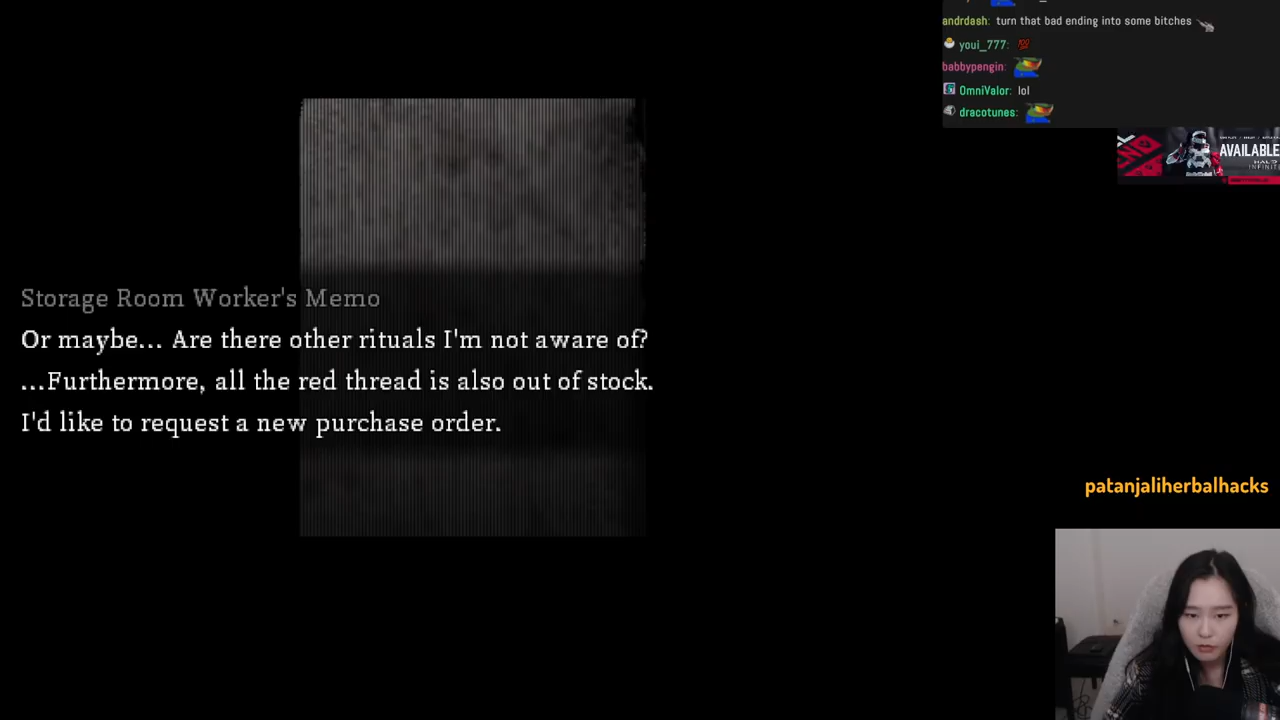 andrdash: turn that bad ending into some bitches
youi_777: 💯
babbypengin:
OmniValor: lol
dracotunes:
AVAILABLE
HALO
INFINITE
Storage Room Worker's Memo
Or maybe... Are there other rituals I'm not aware of?
...Furthermore, all the red thread is also out of stock.
I'd like to request a new purchase order.
patanjaliherbalhacks